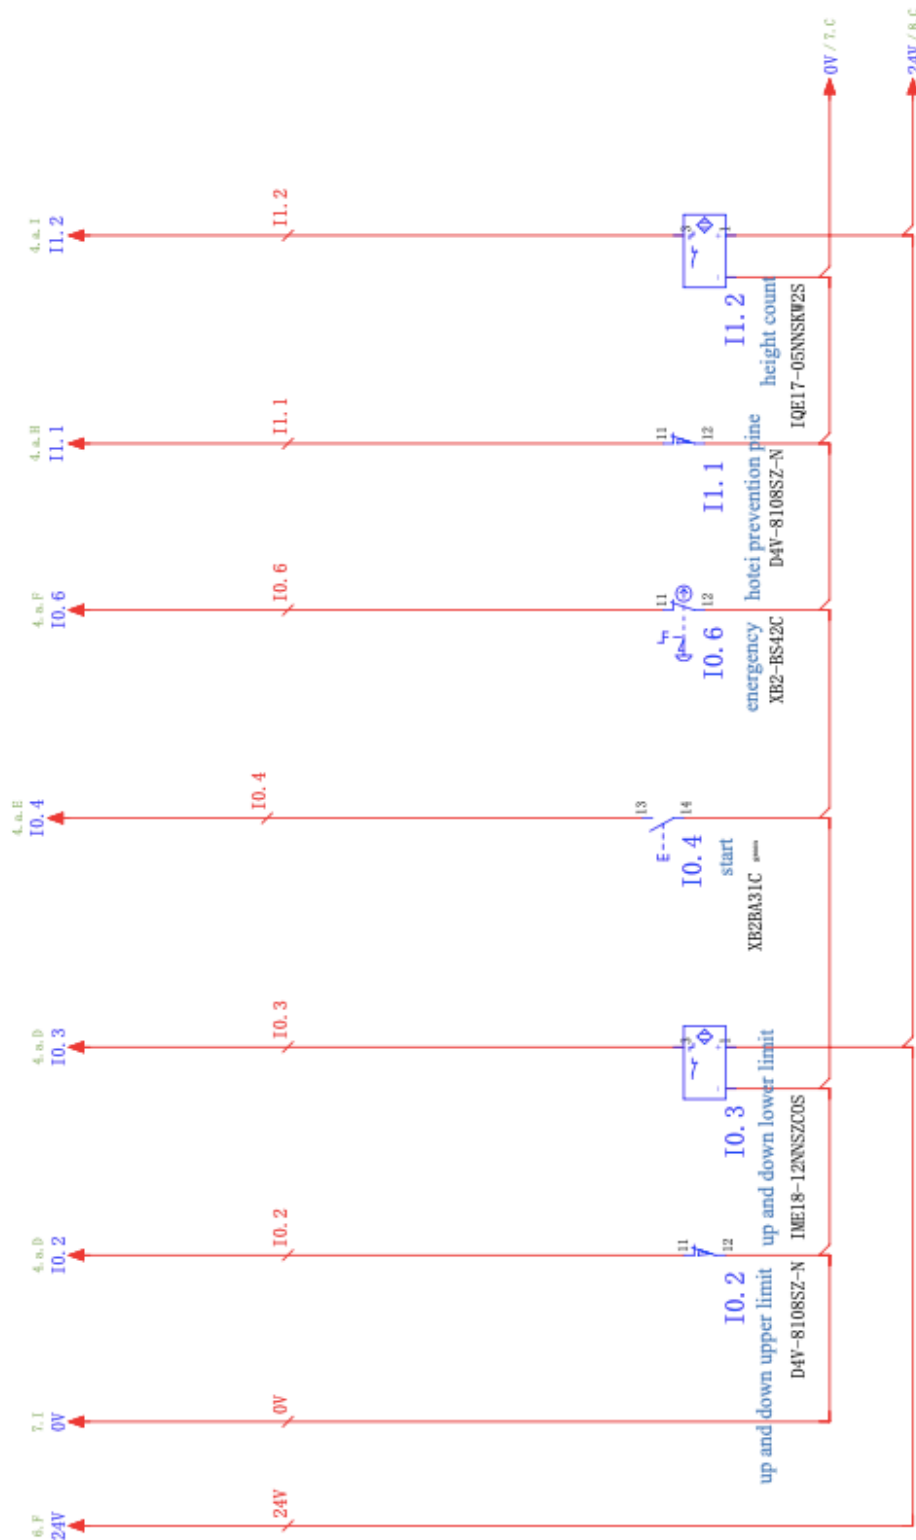 6.F
24V
24V
7.I
0V
0V
4.a.D
I0.2
I0.2
11
12
I0.2
up and down upper limit
D4V-8108SZ-N
4.a.D
I0.3
I0.3
3
-
+
1
I0.3
up and down lower limit
IME18-12NNSZC0S
4.a.E
I0.4
I0.4
13
14
I0.4
start
XB2BA31C
4.a.F
I0.6
I0.6
11
12
I0.6
energency
XB2-BS42C
4.a.H
I1.1
I1.1
11
12
I1.1
hotei prevention pine
D4V-8108SZ-N
4.a.I
I1.2
I1.2
3
-
+
1
I1.2
height count
IQE17-05NNSKW2S
0V / 7.C
24V / 8.C